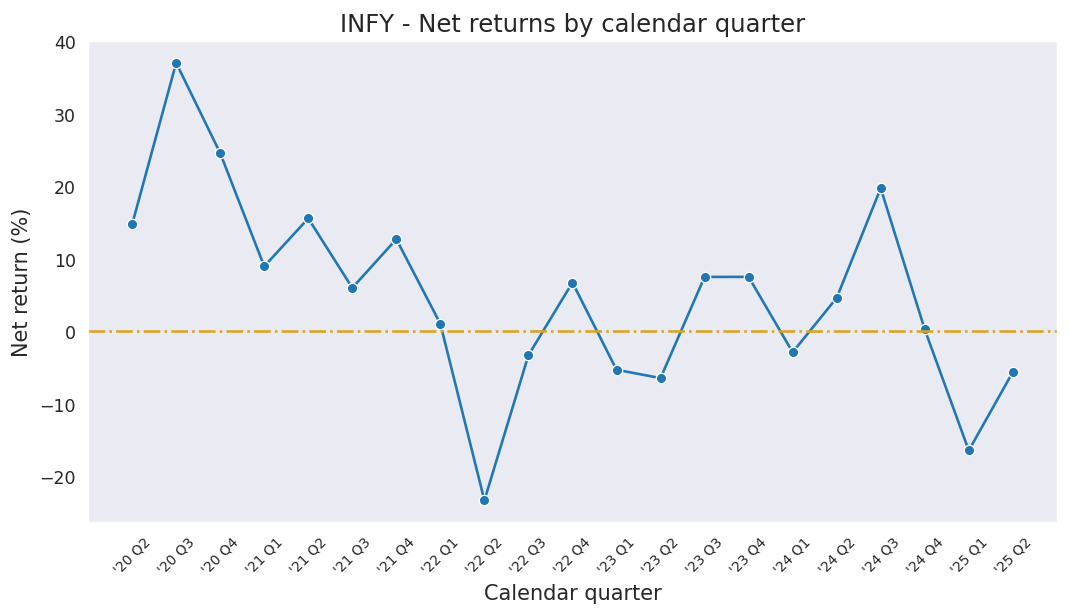 INFY - Net returns by calendar quarter
Net return (%)
40
30
20
10
0
−10
−20
'20 Q2
'20 Q3
'20 Q4
'21 Q1
'21 Q2
'21 Q3
'21 Q4
'22 Q1
'22 Q2
'22 Q3
'22 Q4
'23 Q1
'23 Q2
'23 Q3
'23 Q4
'24 Q1
'24 Q2
'24 Q3
'24 Q4
'25 Q1
'25 Q2
Calendar quarter